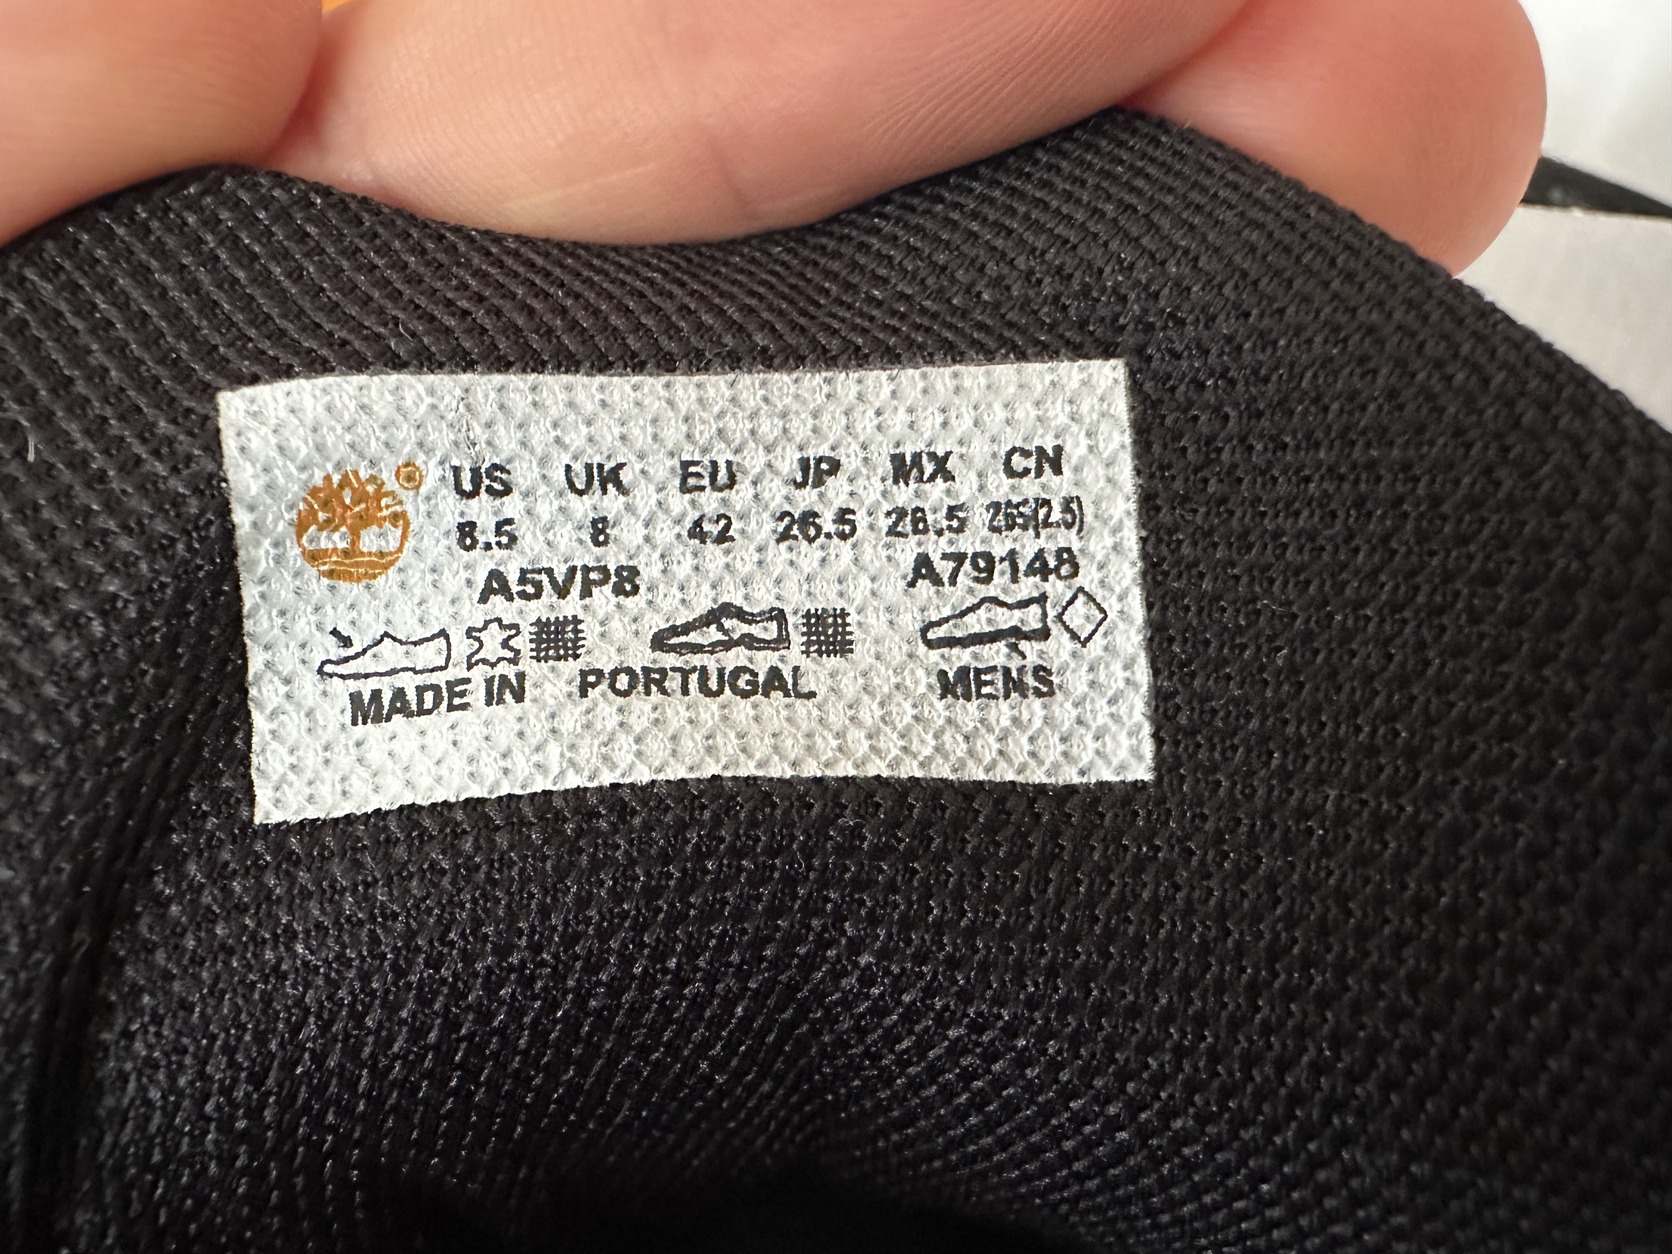 US UK EU JP MX CN
8.5 8 42 26.5 26.5 265(2.5)
A5VP8 A79148
MADE IN PORTUGAL MENS